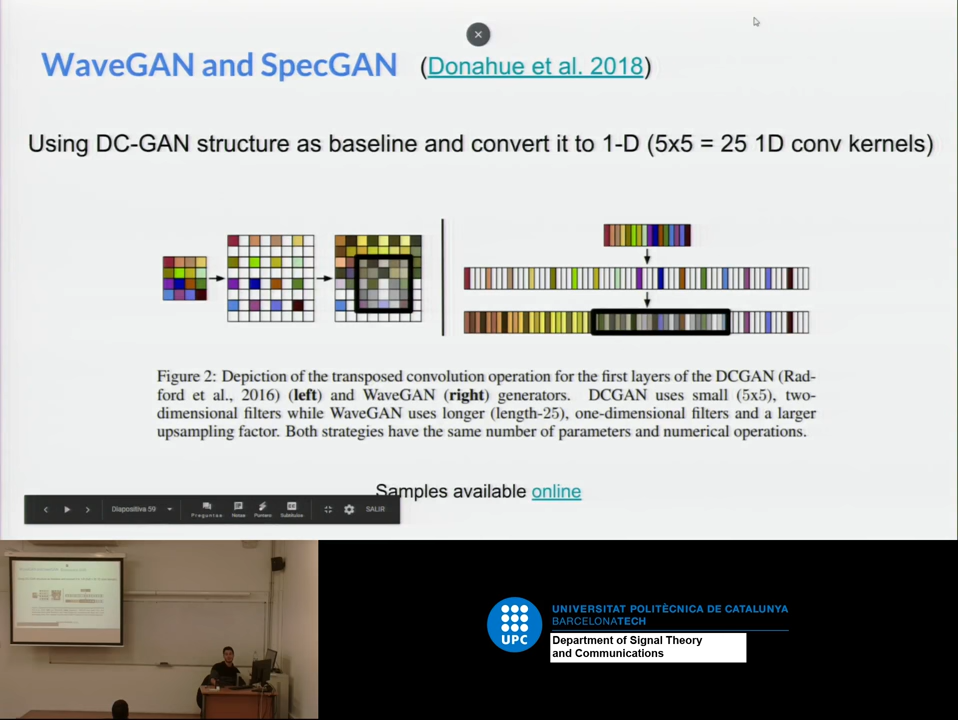 WaveGAN and SpecGAN (Donahue et al. 2018)
Using DC-GAN structure as baseline and convert it to 1-D (5x5 = 25 1D conv kernels)
Figure 2: Depiction of the transposed convolution operation for the first layers of the DCGAN (Rad-
ford et al., 2016) (left) and WaveGAN (right) generators. DCGAN uses small (5x5), two-
dimensional filters while WaveGAN uses longer (length-25), one-dimensional filters and a larger
upsampling factor. Both strategies have the same number of parameters and numerical operations.
Samples available online
Diapositiva 59
Preguntas Notas Puntero Subtítulos SALIR
UNIVERSITAT POLITÈCNICA DE CATALUNYA
BARCELONATECH
UPC
Department of Signal Theory
and Communications